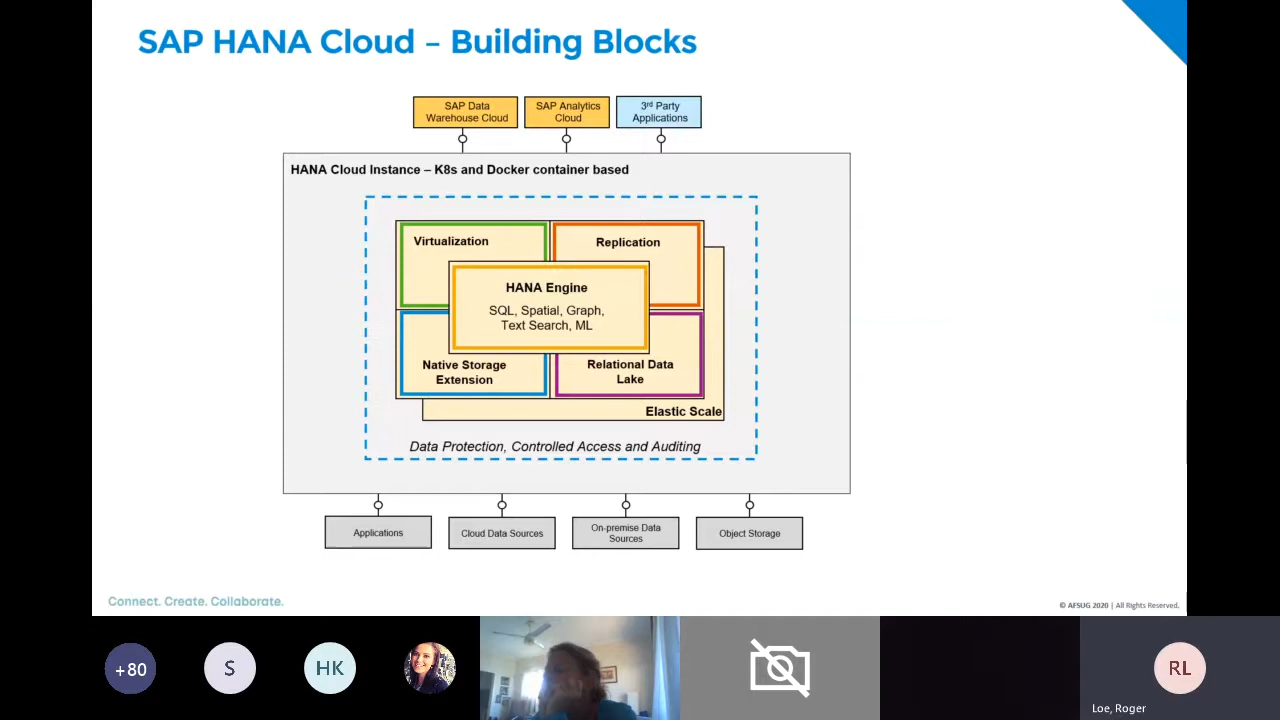 SAP HANA Cloud – Building Blocks
SAP Data
Warehouse Cloud
SAP Analytics
Cloud
3rd Party
Applications
HANA Cloud Instance – K8s and Docker container based
Virtualization
Replication
HANA Engine
SQL, Spatial, Graph,
Text Search, ML
Native Storage
Extension
Relational Data
Lake
Elastic Scale
Data Protection, Controlled Access and Auditing
Applications
Cloud Data Sources
On-premise Data
Sources
Object Storage
Connect. Create. Collaborate.
© AFSUG 2020 | All Rights Reserved.
+80
S
HK
RL
Loe, Roger